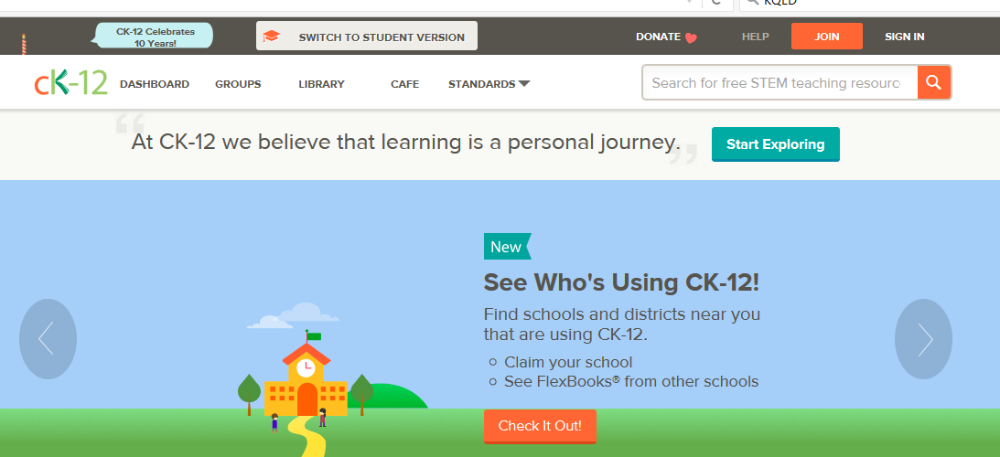 KQED
CK-12 Celebrates
10 Years!
SWITCH TO STUDENT VERSION
DONATE
HELP
JOIN
SIGN IN
cK-12
DASHBOARD
GROUPS
LIBRARY
CAFE
STANDARDS
Search for free STEM teaching resourc
“
At CK-12 we believe that learning is a personal journey.
”
Start Exploring
New
See Who's Using CK-12!
Find schools and districts near you
that are using CK-12.
Claim your school
See FlexBooks® from other schools
Check It Out!